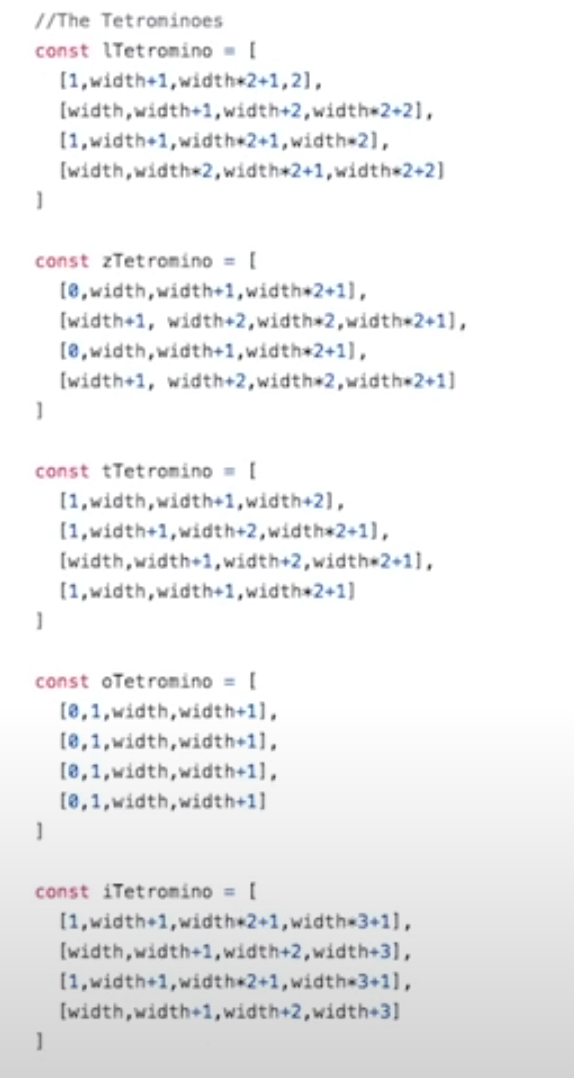 //The Tetrominoes
const lTetromino = [
[1,width+1,width*2+1,2],
[width,width+1,width+2,width*2+2],
[1,width+1,width*2+1,width*2],
[width,width*2,width*2+1,width*2+2]
]
const zTetromino = [
[0,width,width+1,width*2+1],
[width+1, width+2,width*2,width*2+1],
[0,width,width+1,width*2+1],
[width+1, width+2,width*2,width*2+1]
]
const tTetromino = [
[1,width,width+1,width+2],
[1,width+1,width+2,width*2+1],
[width,width+1,width+2,width*2+1],
[1,width,width+1,width*2+1]
]
const oTetromino = [
[0,1,width,width+1],
[0,1,width,width+1],
[0,1,width,width+1],
[0,1,width,width+1]
]
const iTetromino = [
[1,width+1,width*2+1,width*3+1],
[width,width+1,width+2,width+3],
[1,width+1,width*2+1,width*3+1],
[width,width+1,width+2,width+3]
]